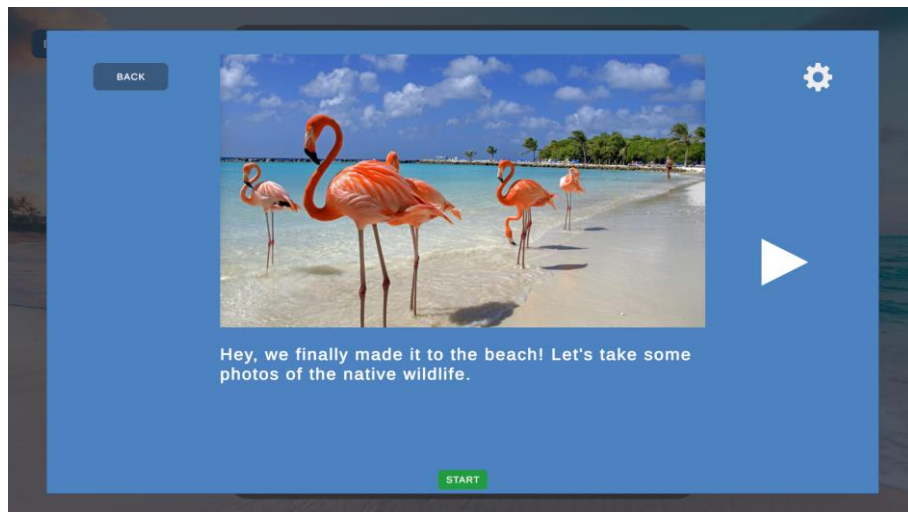 BACK
Hey, we finally made it to the beach! Let's take some
photos of the native wildlife.
START